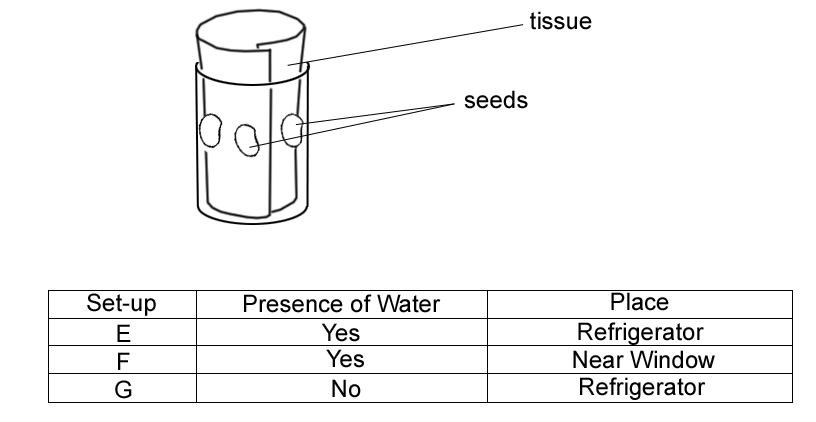 tissue
seeds
Set-up Presence of Water Place
E Yes Refrigerator
F Yes Near Window
G No Refrigerator